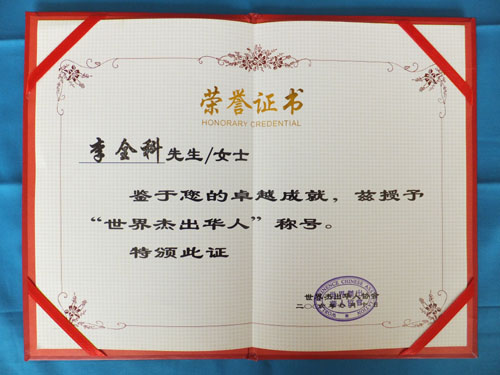 荣誉证书
HONORARY CREDENTIAL
李金科先生/女士
鉴于您的卓越成就，兹授予
“世界杰出华人”称号。
特颁此证
世界杰出华人协会